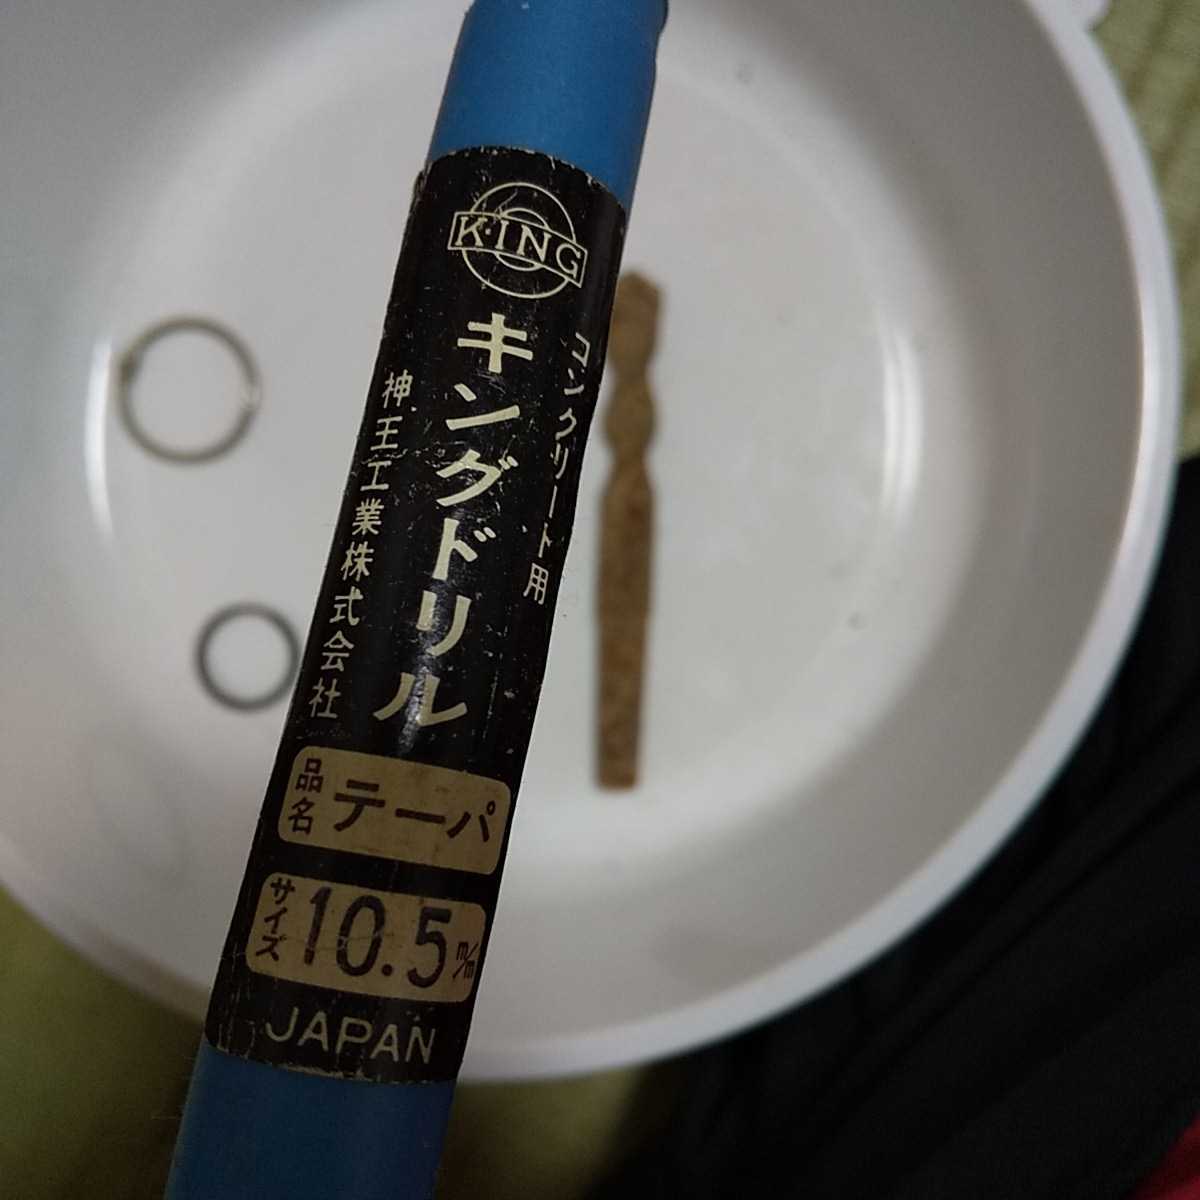 KING
コンクリート用
キングドリル
神王工業株式会社
品名 テーパ
サイズ 10.5 m/m
JAPAN